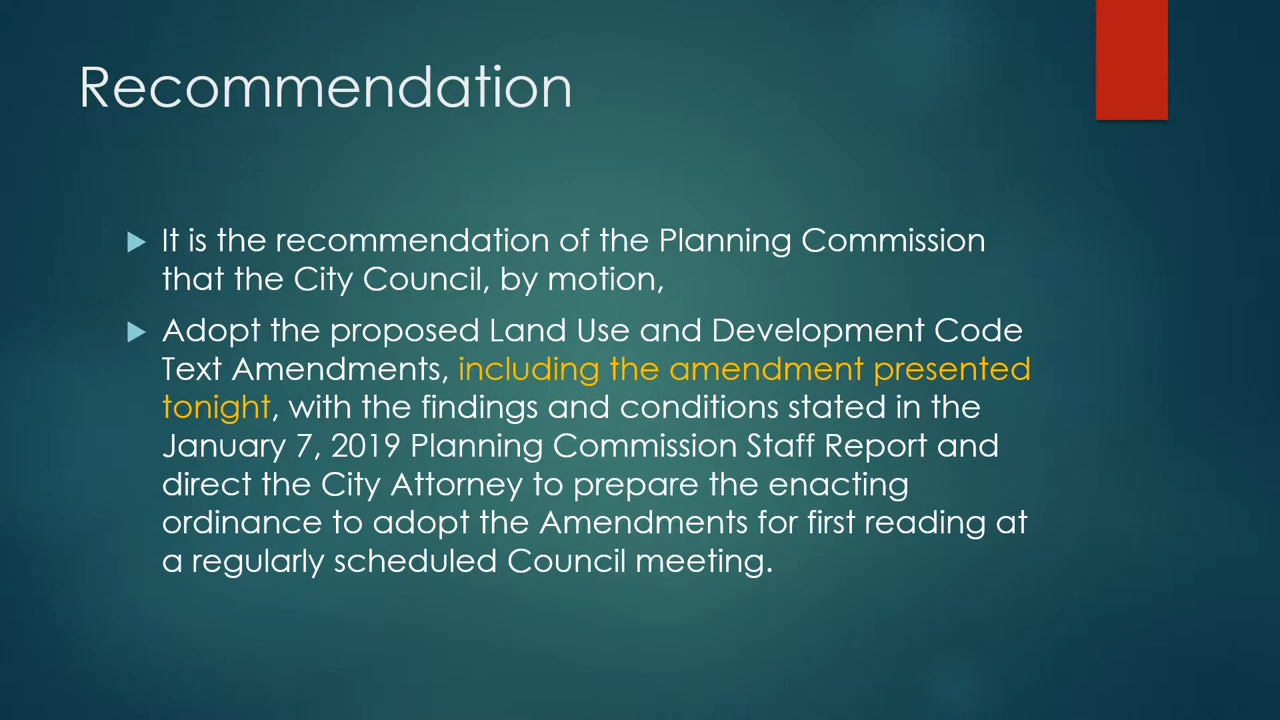 Recommendation
It is the recommendation of the Planning Commission
that the City Council, by motion,
Adopt the proposed Land Use and Development Code
Text Amendments, including the amendment presented
tonight, with the findings and conditions stated in the
January 7, 2019 Planning Commission Staff Report and
direct the City Attorney to prepare the enacting
ordinance to adopt the Amendments for first reading at
a regularly scheduled Council meeting.